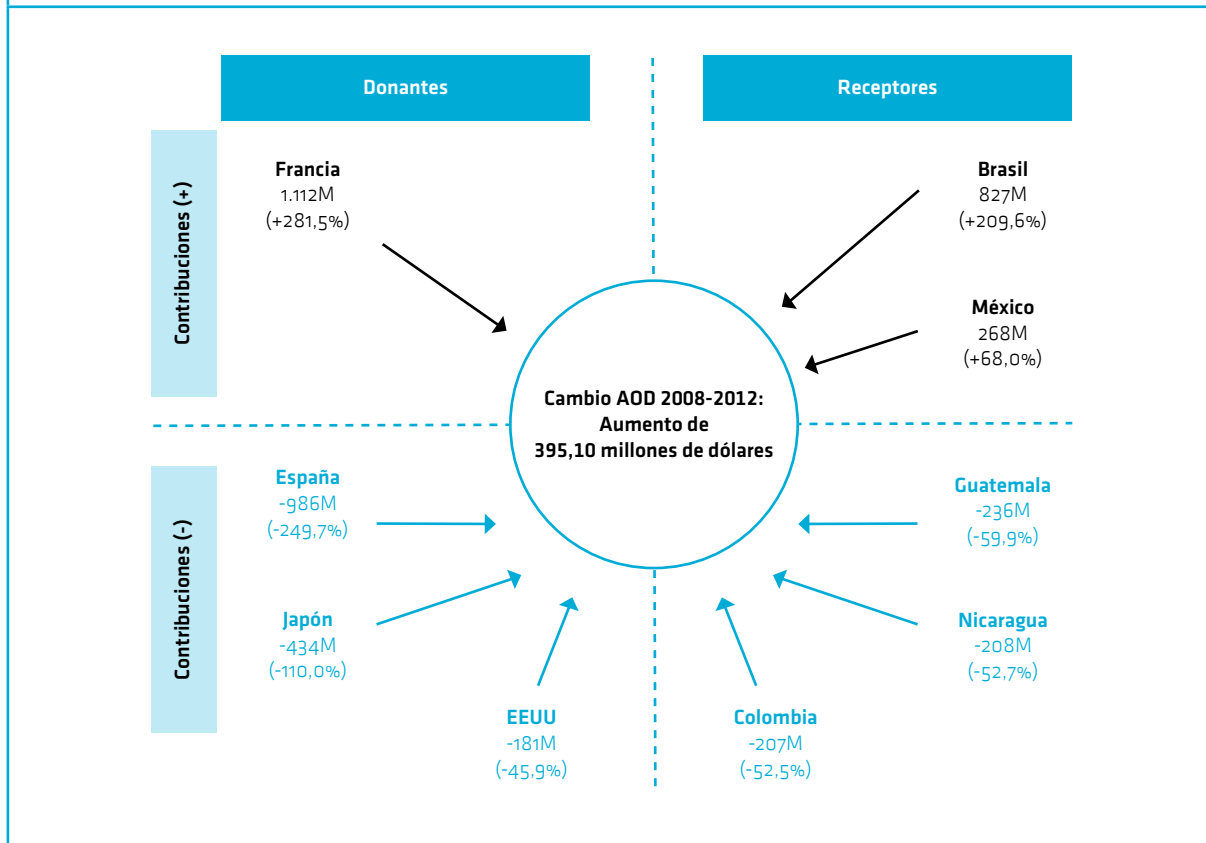 Donantes
Receptores
Contribuciones (+)
Francia
1.112M
(+281,5%)
Brasil
827M
(+209,6%)
México
268M
(+68,0%)
Cambio AOD 2008-2012:
Aumento de
395,10 millones de dólares
Contribuciones (-)
España
-986M
(-249,7%)
Japón
-434M
(-110,0%)
EEUU
-181M
(-45,9%)
Guatemala
-236M
(-59,9%)
Nicaragua
-208M
(-52,7%)
Colombia
-207M
(-52,5%)